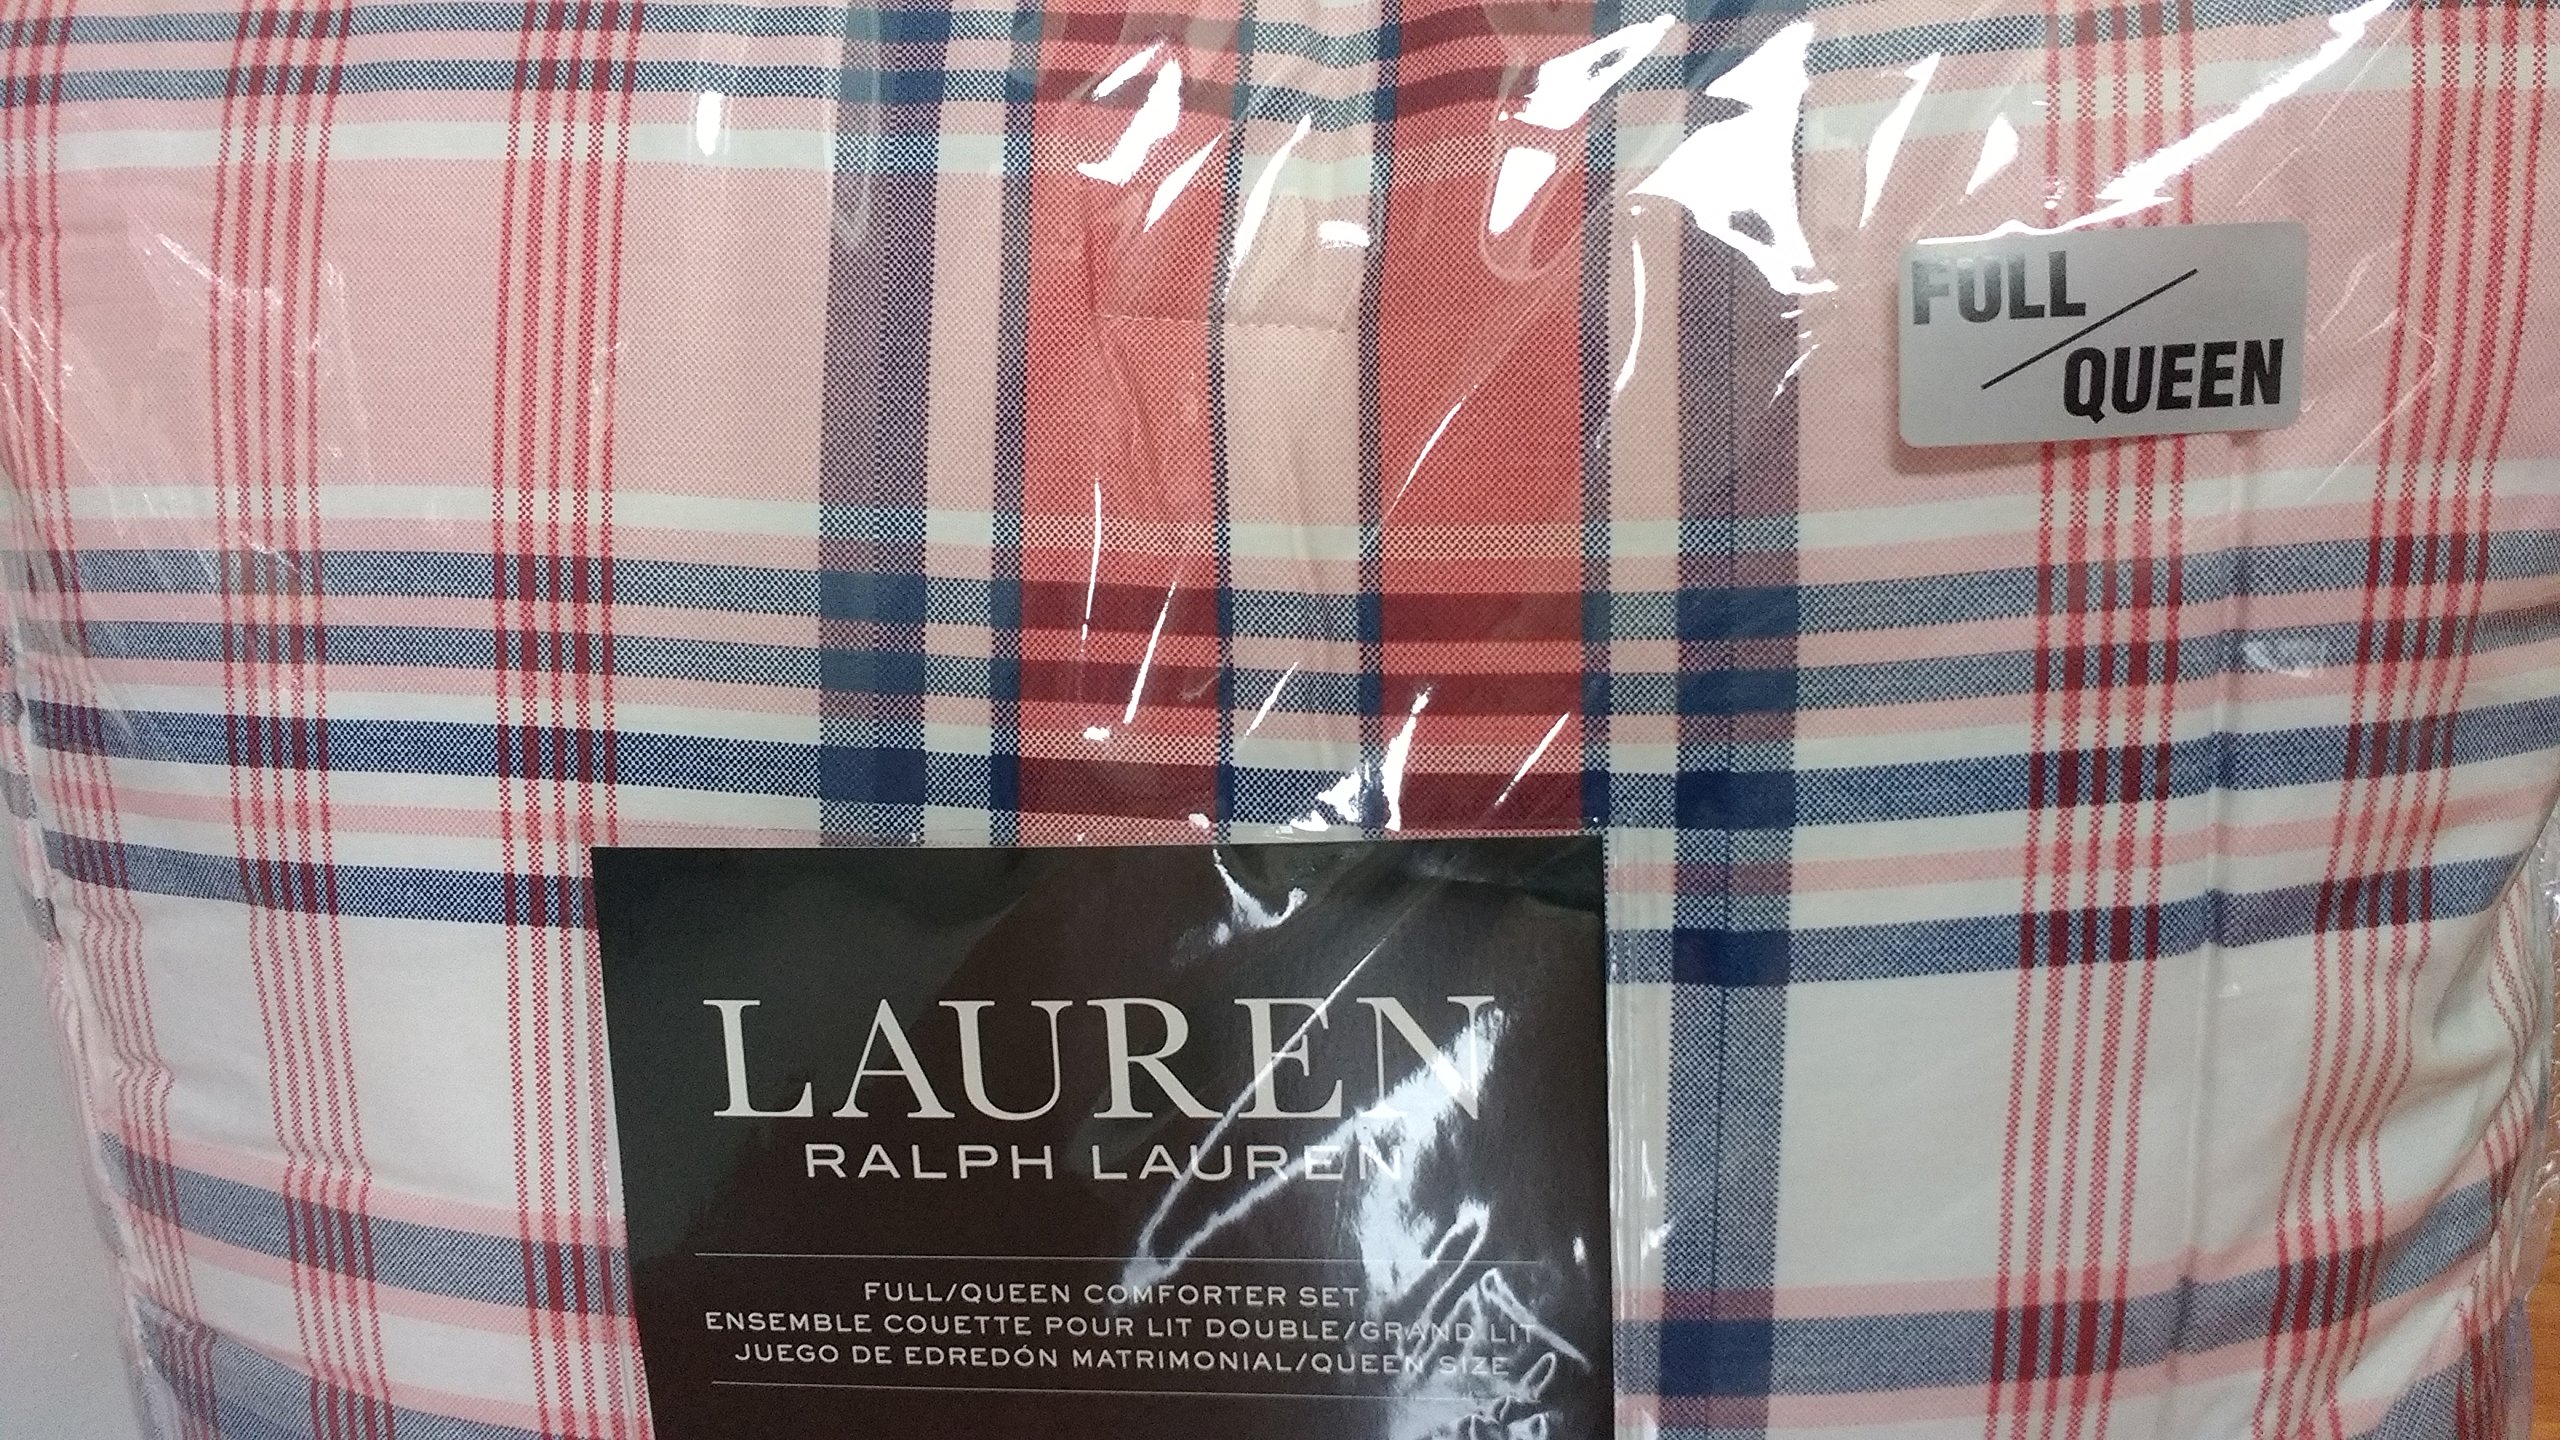 FULL/
QUEEN
LAUREN
RALPH LAUREN
FULL/QUEEN COMFORTER SET
ENSEMBLE COUETTE POUR LIT DOUBLE/GRAND LIT
JUEGO DE EDREDÓN MATRIMONIAL/QUEEN SIZE